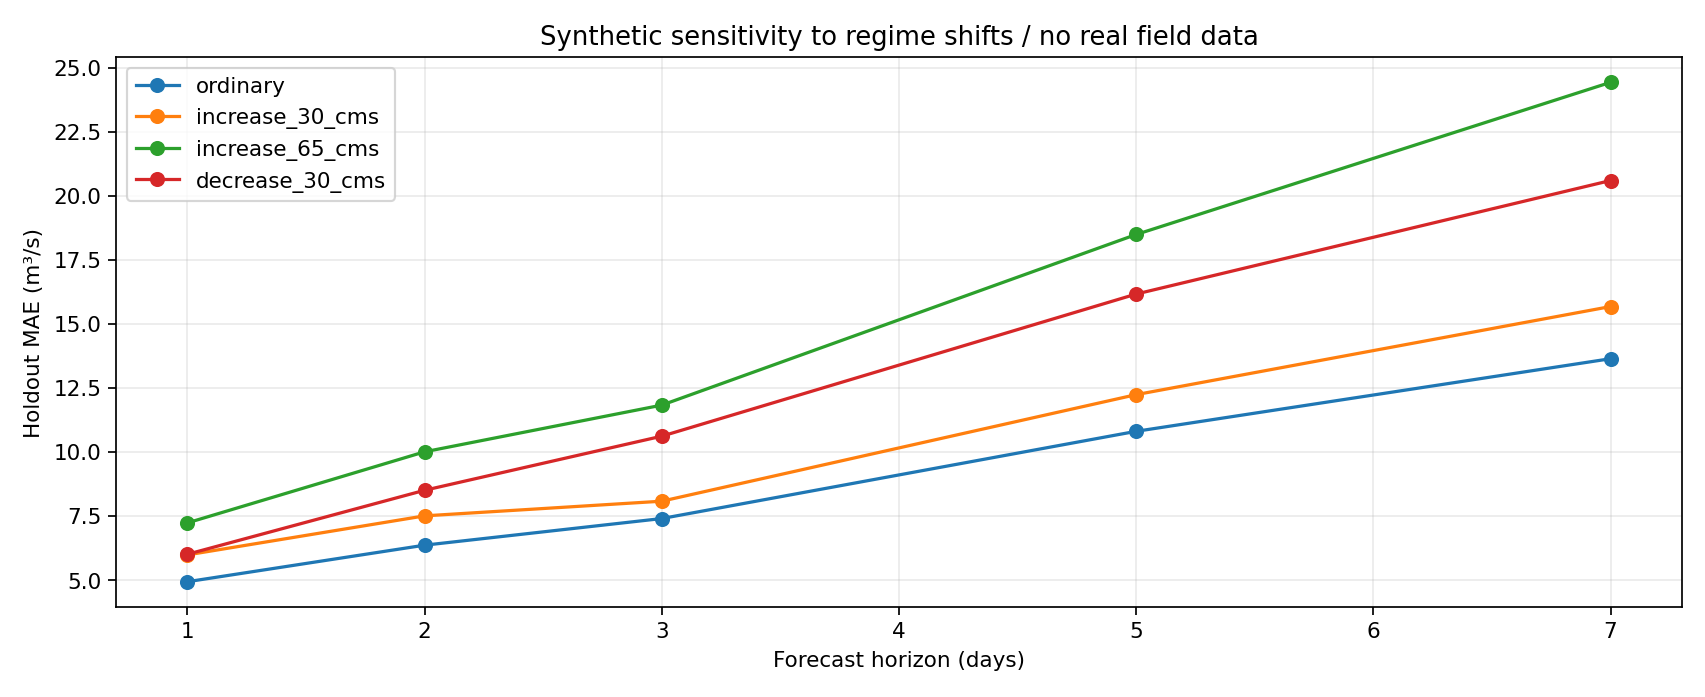 Synthetic sensitivity to regime shifts / no real field data
ordinary
increase_30_cms
increase_65_cms
decrease_30_cms
Holdout MAE (m³/s)
25.0
22.5
20.0
17.5
15.0
12.5
10.0
7.5
5.0
1 2 3 4 5 6 7
Forecast horizon (days)